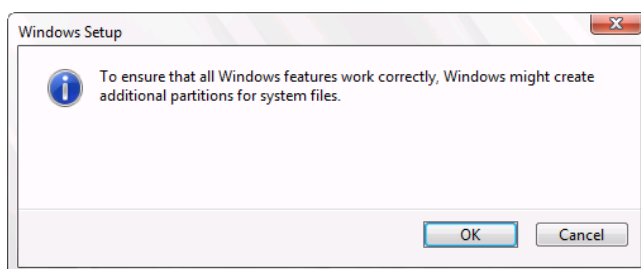 Windows Setup
To ensure that all Windows features work correctly, Windows might create
additional partitions for system files.
OK
Cancel